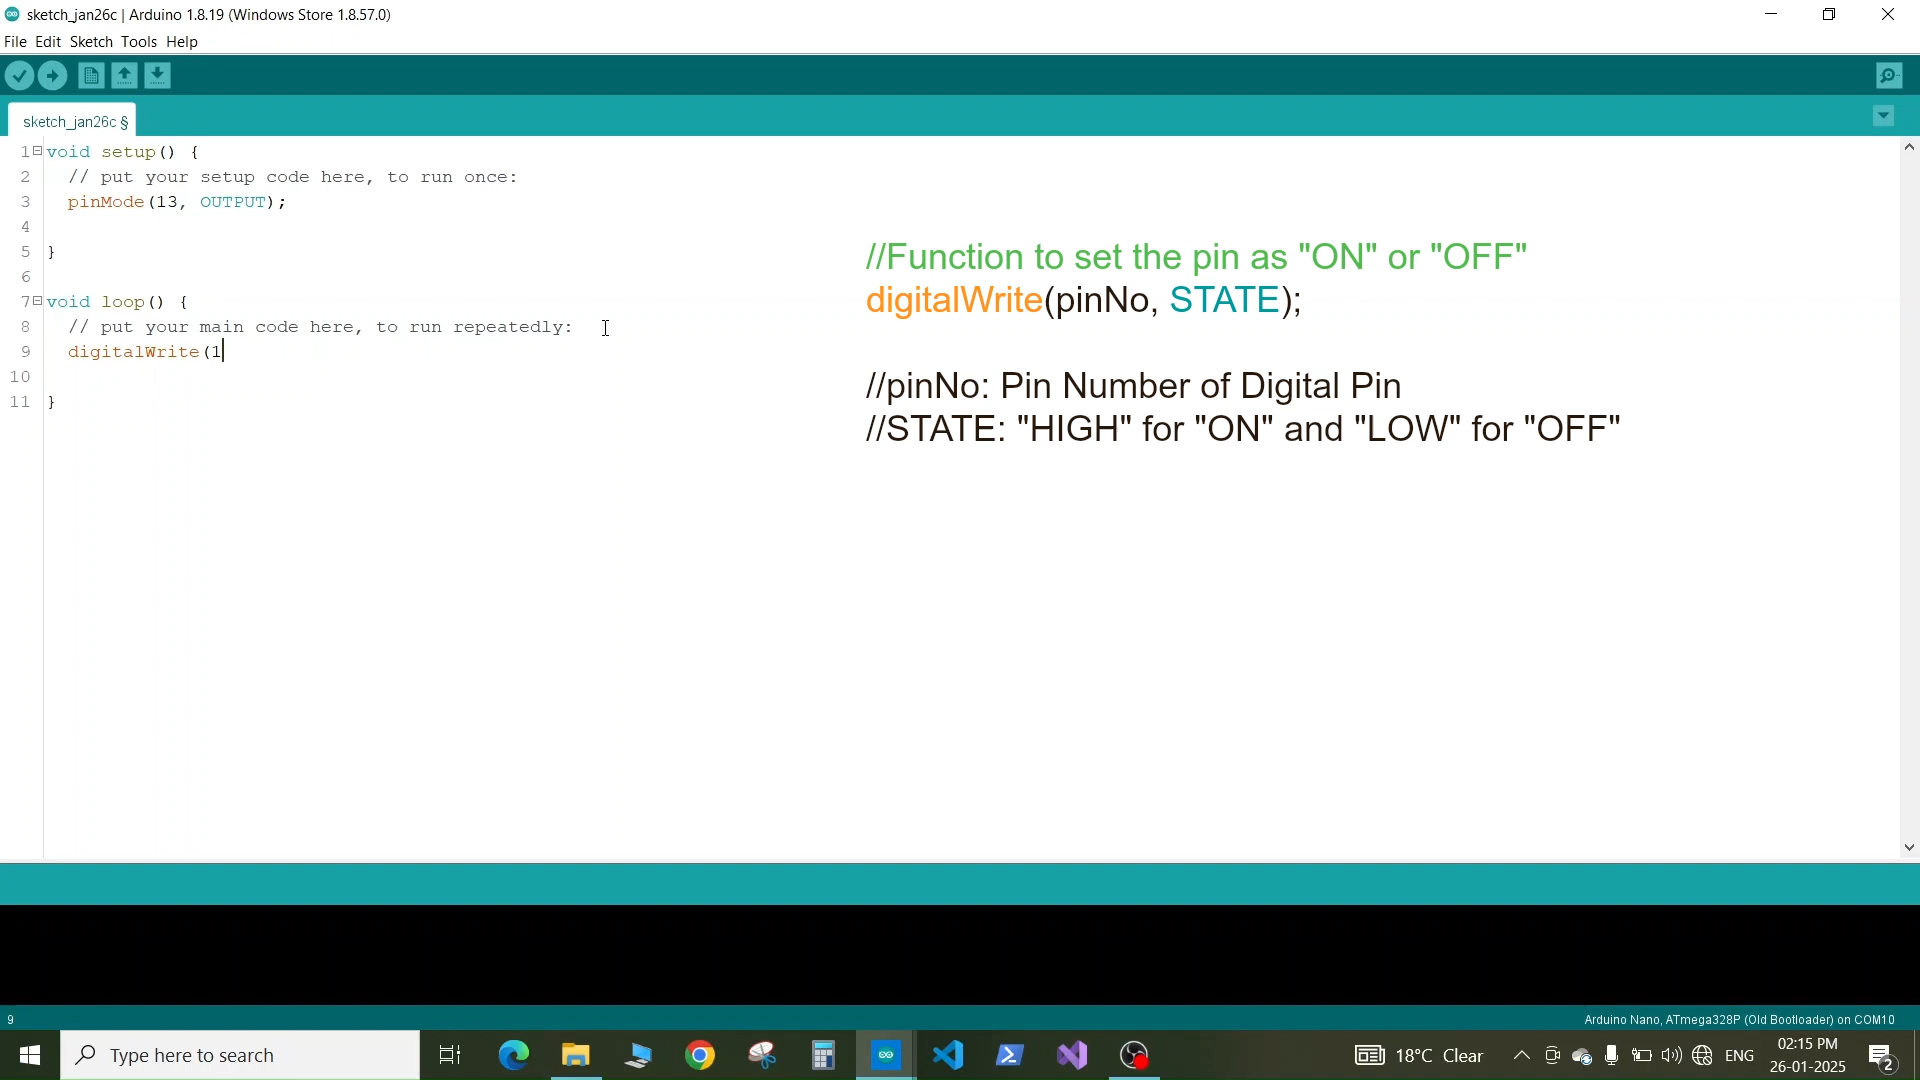 sketch_jan26c | Arduino 1.8.19 (Windows Store 1.8.57.0)
File Edit Sketch Tools Help
sketch_jan26c §
1 void setup() {
2 // put your setup code here, to run once:
3 pinMode(13, OUTPUT);
4
5 }
6
7 void loop() {
8 // put your main code here, to run repeatedly:
9 digitalWrite(1
10
11 }
//Function to set the pin as "ON" or "OFF"
digitalWrite(pinNo, STATE);
//pinNo: Pin Number of Digital Pin
//STATE: "HIGH" for "ON" and "LOW" for "OFF"
9
Arduino Nano, ATmega328P (Old Bootloader) on COM10
Type here to search
18°C Clear
ENG
02:15 PM
26-01-2025
2